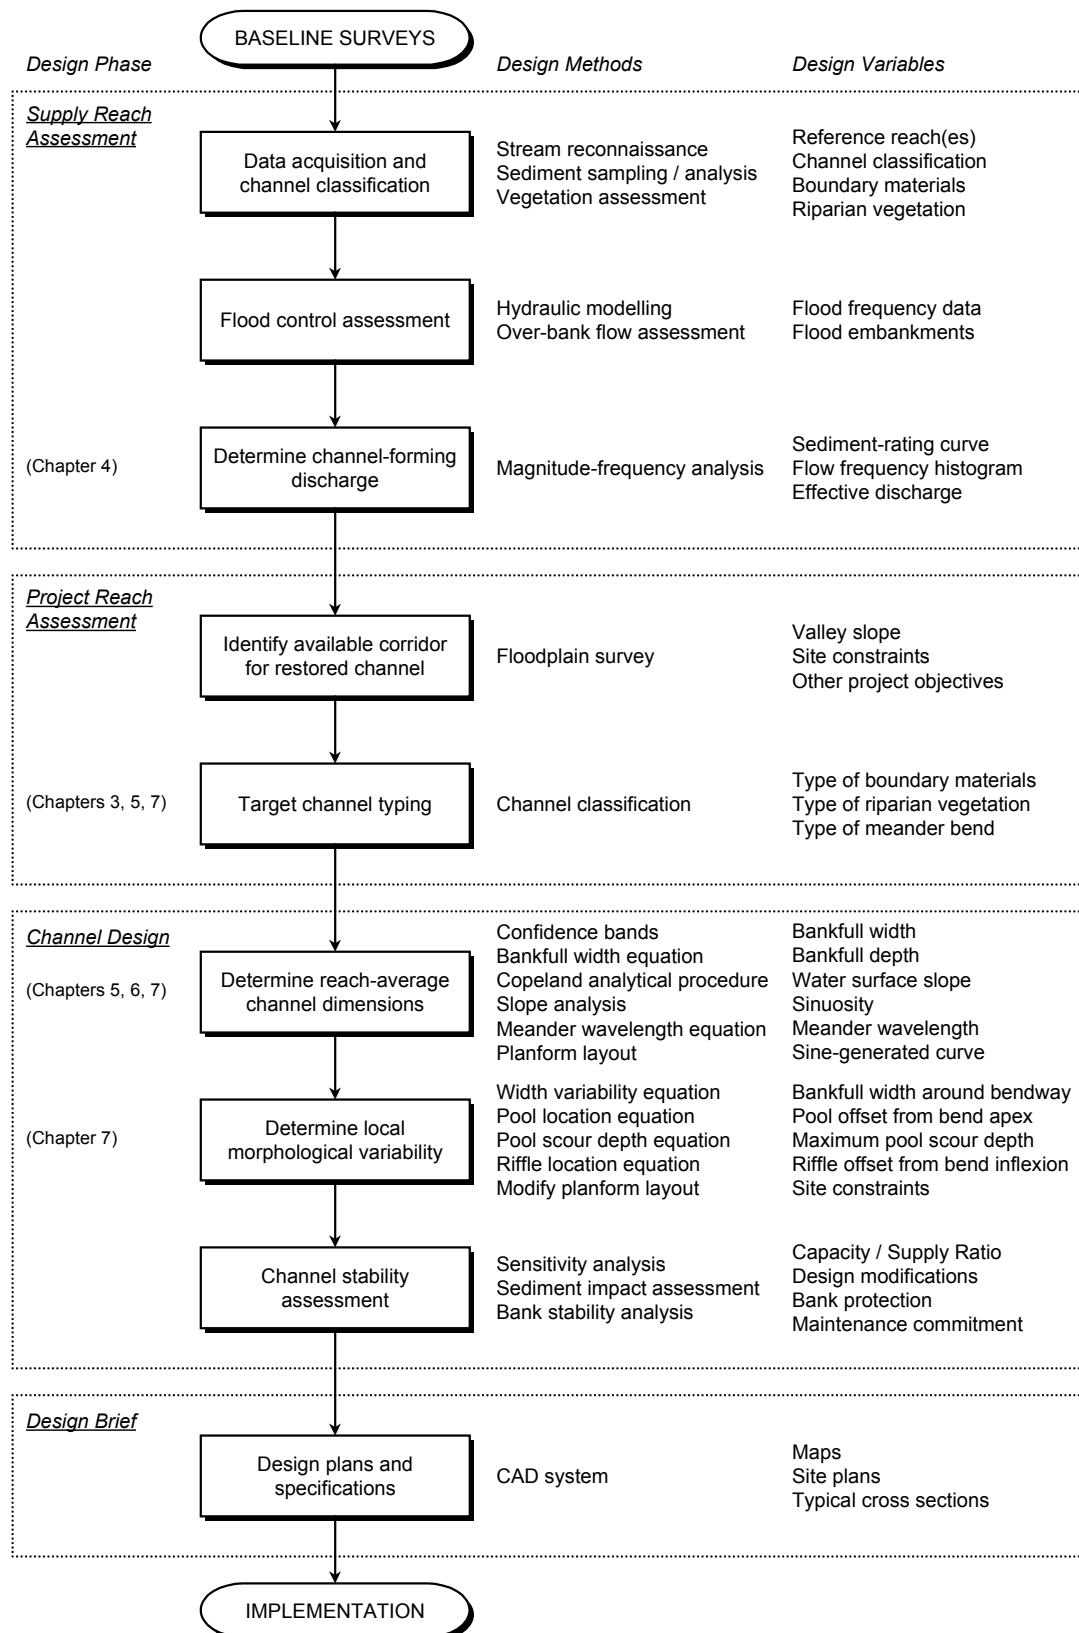 BASELINE SURVEYS
Design Phase
Design Methods
Design Variables
Supply Reach
Assessment
Data acquisition and
channel classification
Stream reconnaissance
Sediment sampling / analysis
Vegetation assessment
Reference reach(es)
Channel classification
Boundary materials
Riparian vegetation
Flood control assessment
Hydraulic modelling
Over-bank flow assessment
Flood frequency data
Flood embankments
(Chapter 4)
Determine channel-forming
discharge
Magnitude-frequency analysis
Sediment-rating curve
Flow frequency histogram
Effective discharge
Project Reach
Assessment
Identify available corridor
for restored channel
Floodplain survey
Valley slope
Site constraints
Other project objectives
(Chapters 3, 5, 7)
Target channel typing
Channel classification
Type of boundary materials
Type of riparian vegetation
Type of meander bend
Channel Design
(Chapters 5, 6, 7)
Determine reach-average
channel dimensions
Confidence bands
Bankfull width equation
Copeland analytical procedure
Slope analysis
Meander wavelength equation
Planform layout
Bankfull width
Bankfull depth
Water surface slope
Sinuosity
Meander wavelength
Sine-generated curve
(Chapter 7)
Determine local
morphological variability
Width variability equation
Pool location equation
Pool scour depth equation
Riffle location equation
Modify planform layout
Bankfull width around bendway
Pool offset from bend apex
Maximum pool scour depth
Riffle offset from bend inflexion
Site constraints
Channel stability
assessment
Sensitivity analysis
Sediment impact assessment
Bank stability analysis
Capacity / Supply Ratio
Design modifications
Bank protection
Maintenance commitment
Design Brief
Design plans and
specifications
CAD system
Maps
Site plans
Typical cross sections
IMPLEMENTATION